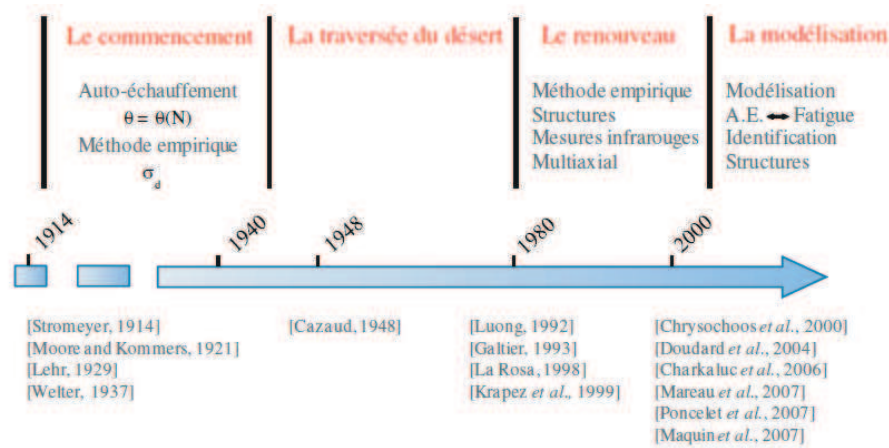 Le commencement
Auto-échauffement
θ = θ(N)
Méthode empirique
σd
La traversée du désert
Le renouveau
Méthode empirique
Structures
Mesures infrarouges
Multiaxial
La modélisation
Modélisation
A.E. ↔ Fatigue
Identification
Structures
1914
1940
1948
1980
2000
[Stromeyer, 1914]
[Moore and Kommers, 1921]
[Lehr, 1929]
[Welter, 1937]
[Cazaud, 1948]
[Luong, 1992]
[Galtier, 1993]
[La Rosa, 1998]
[Krapez et al., 1999]
[Chrysochoos et al., 2000]
[Doudard et al., 2004]
[Charkaluc et al., 2006]
[Mareau et al., 2007]
[Poncelet et al., 2007]
[Maquin et al., 2007]